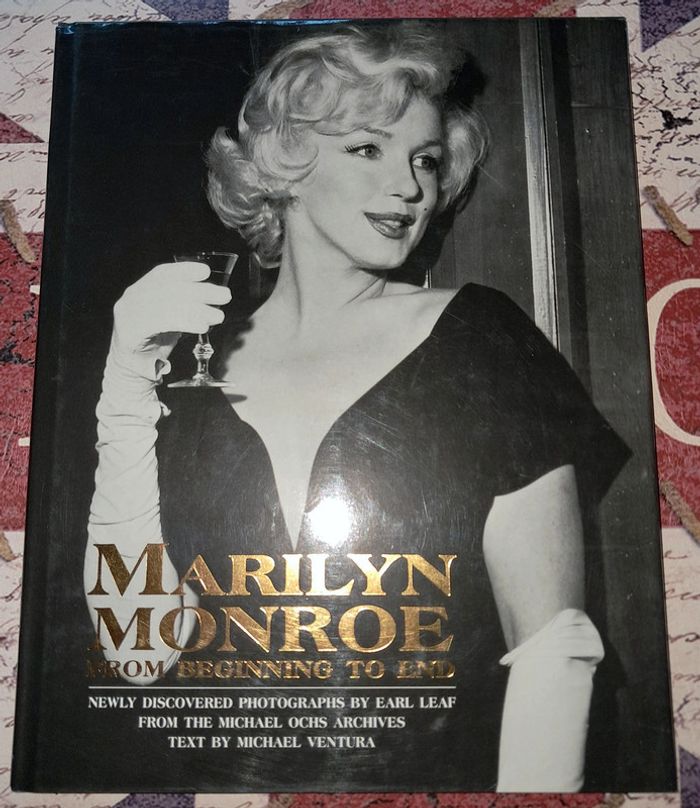 MARILYN
MONROE
FROM BEGINNING TO END
NEWLY DISCOVERED PHOTOGRAPHS BY EARL LEAF
FROM THE MICHAEL OCHS ARCHIVES
TEXT BY MICHAEL VENTURA